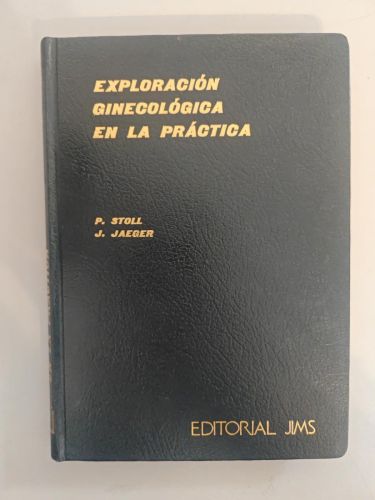 EXPLORACIÓN
GINECOLÓGICA
EN LA PRÁCTICA
P. STOLL
J. JAEGER
EDITORIAL JIMS